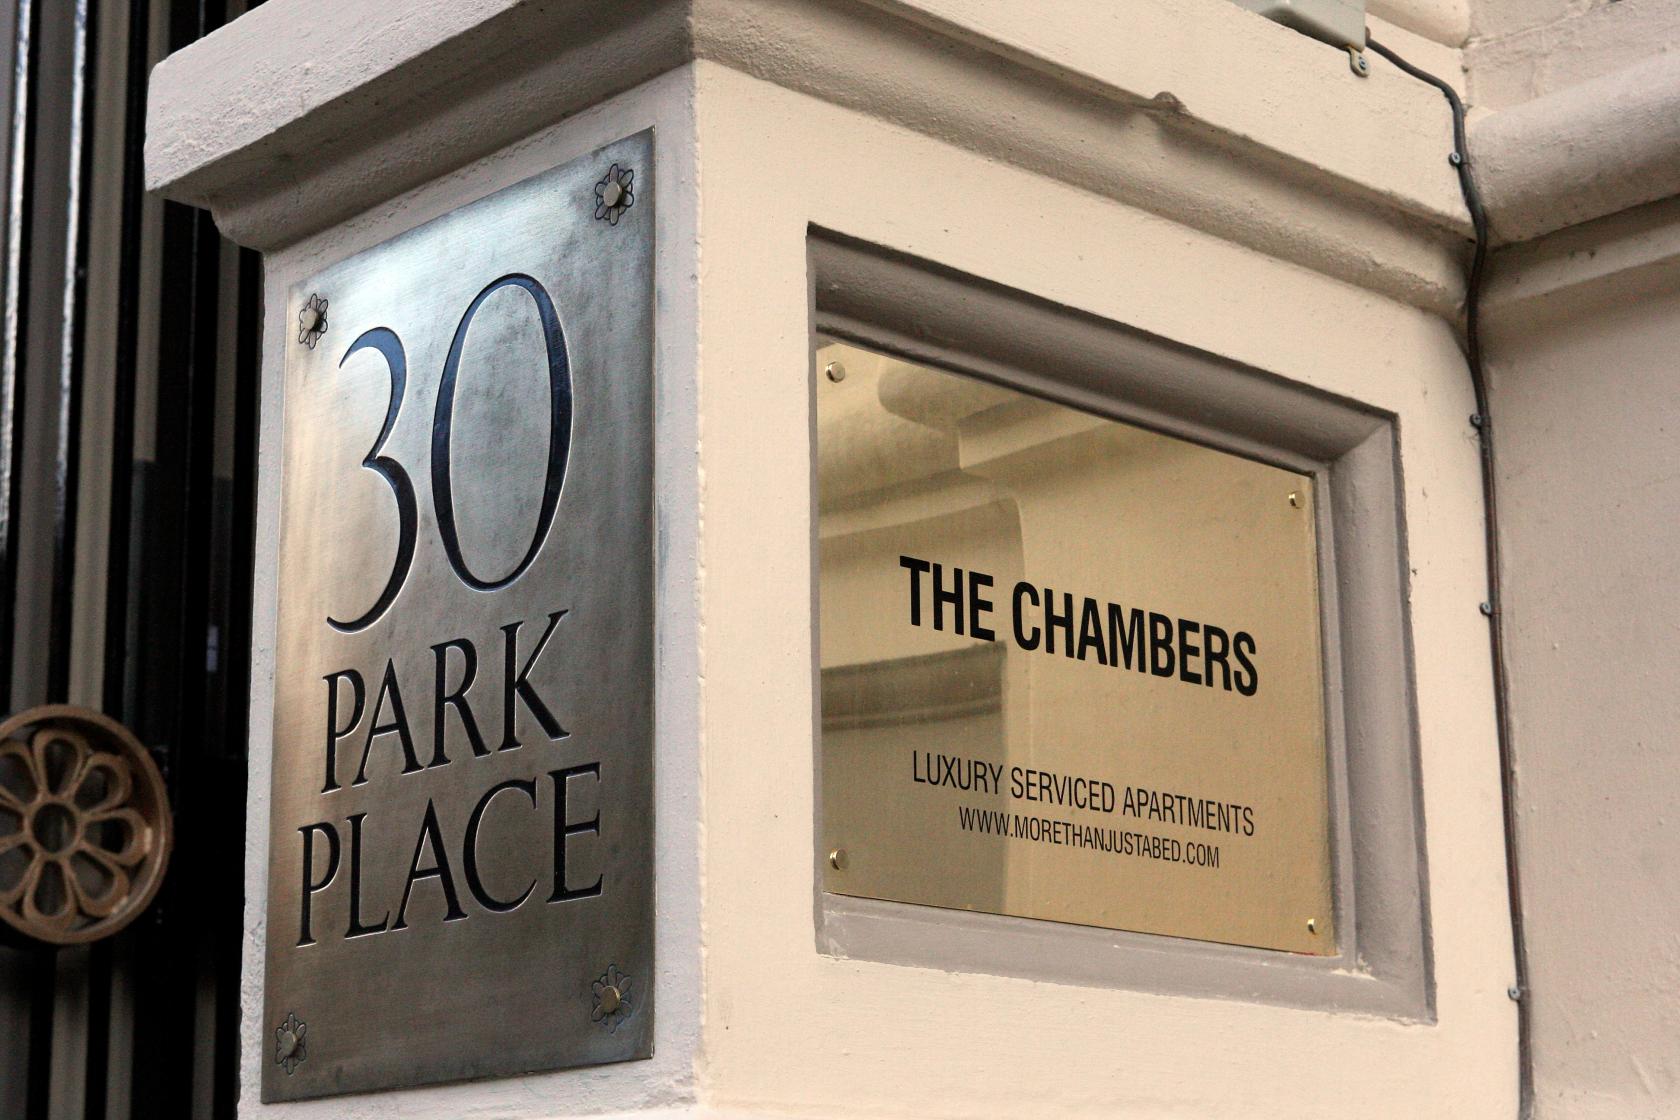 30
PARK
PLACE
THE CHAMBERS
LUXURY SERVICED APARTMENTS
WWW.MORETHANJUSTABED.COM